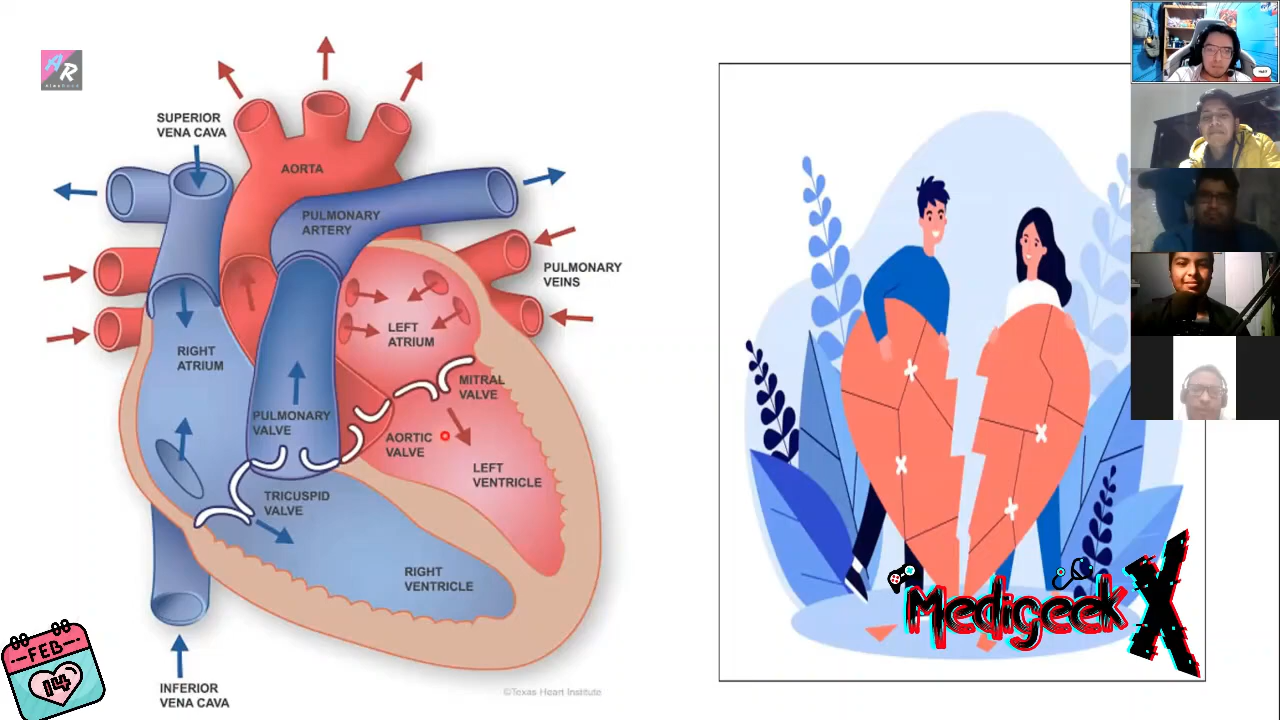 AR
SUPERIOR
VENA CAVA
AORTA
PULMONARY
ARTERY
PULMONARY
VEINS
LEFT
ATRIUM
RIGHT
ATRIUM
MITRAL
VALVE
PULMONARY
VALVE
AORTIC
VALVE
LEFT
VENTRICLE
TRICUSPID
VALVE
RIGHT
VENTRICLE
INFERIOR
VENA CAVA
©Texas Heart Institute
FEB
14
Medigeek X